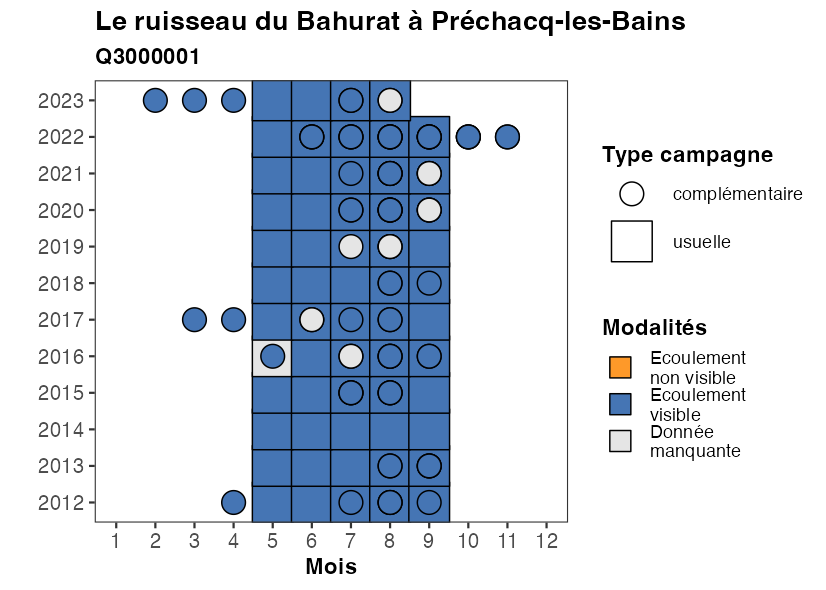 Le ruisseau du Bahurat à Préchacq-les-Bains
Q3000001
2023
2022
2021
2020
2019
2018
2017
2016
2015
2014
2013
2012
1 2 3 4 5 6 7 8 9 10 11 12
Mois
Type campagne
complémentaire
usuelle
Modalités
Ecoulement
non visible
Ecoulement
visible
Donnée
manquante